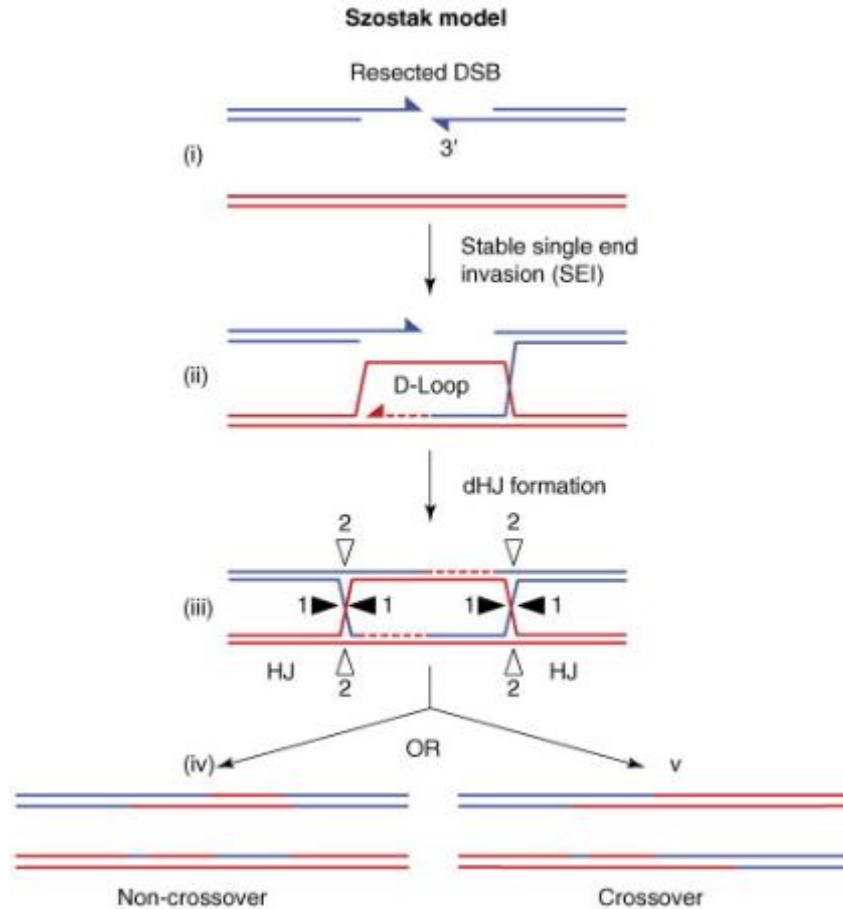 Szostak model
Resected DSB
3'
(i)
Stable single end
invasion (SEI)
(ii)
D-Loop
dHJ formation
2 2
(iii) 1 1 1 1
HJ 2 2 HJ
OR
(iv) v
Non-crossover Crossover